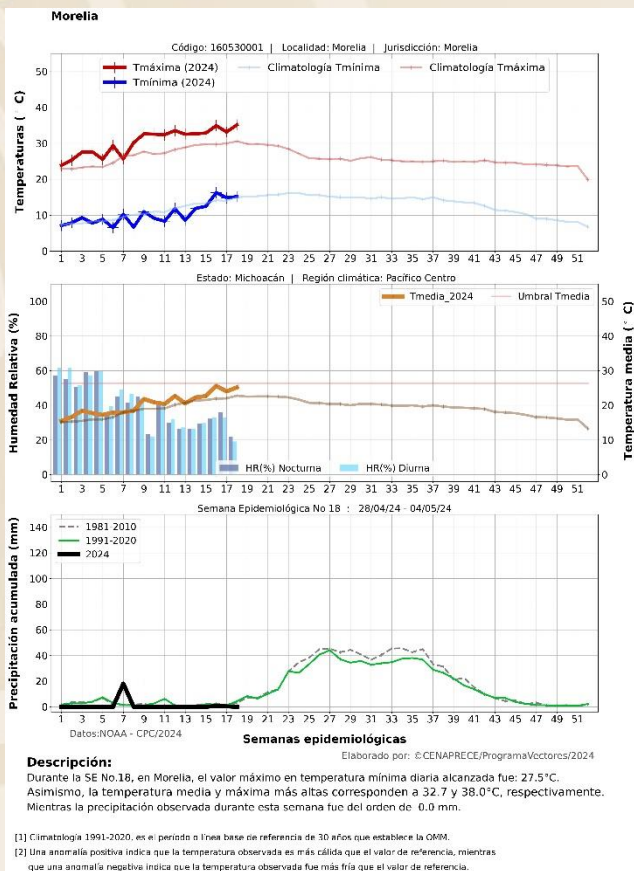 Morelia
Código: 160530001 | Localidad: Morelia | Jurisdicción: Morelia
Tmáxima (2024)
Climatología Tmínima
Climatología Tmáxima
Tmínima (2024)
Temperaturas (° C)
50
40
30
20
10
0
1 3 5 7 9 11 13 15 17 19 21 23 25 27 29 31 33 35 37 39 41 43 45 47 49 51
Estado: Michoacán | Región climática: Pacífico Centro
Tmedia_2024
Umbral Tmedia
Humedad Relativa (%)
100
80
60
40
20
0
Temperatura media (° C)
50
40
30
20
10
0
HR(%) Nocturna
HR(%) Diurna
1 3 5 7 9 11 13 15 17 19 21 23 25 27 29 31 33 35 37 39 41 43 45 47 49 51
Semana Epidemiológica No 18 : 28/04/24 - 04/05/24
1981-2010
1991-2020
2024
Precipitación acumulada (mm)
140
120
100
80
60
40
20
0
1 3 5 7 9 11 13 15 17 19 21 23 25 27 29 31 33 35 37 39 41 43 45 47 49 51
Datos:NOAA - CPC/2024
Semanas epidemiológicas
Elaborado por: ©CENAPRECE/ProgramaVectores/2024
Descripción:
Durante la SE No.18, en Morelia, el valor máximo en temperatura mínima diaria alcanzada fue: 27.5°C.
Asimismo, la temperatura media y máxima más altas corresponden a 32.7 y 38.0°C, respectivamente.
Mientras la precipitación observada durante esta semana fue del orden de 0.0 mm.
[1] Climatología 1991-2020, es el período o línea base de referencia de 30 años que establece la OMM.
[2] Una anomalía positiva indica que la temperatura observada es más cálida que el valor de referencia, mientras
que una anomalía negativa indica que la temperatura observada fue más fría que el valor de referencia.